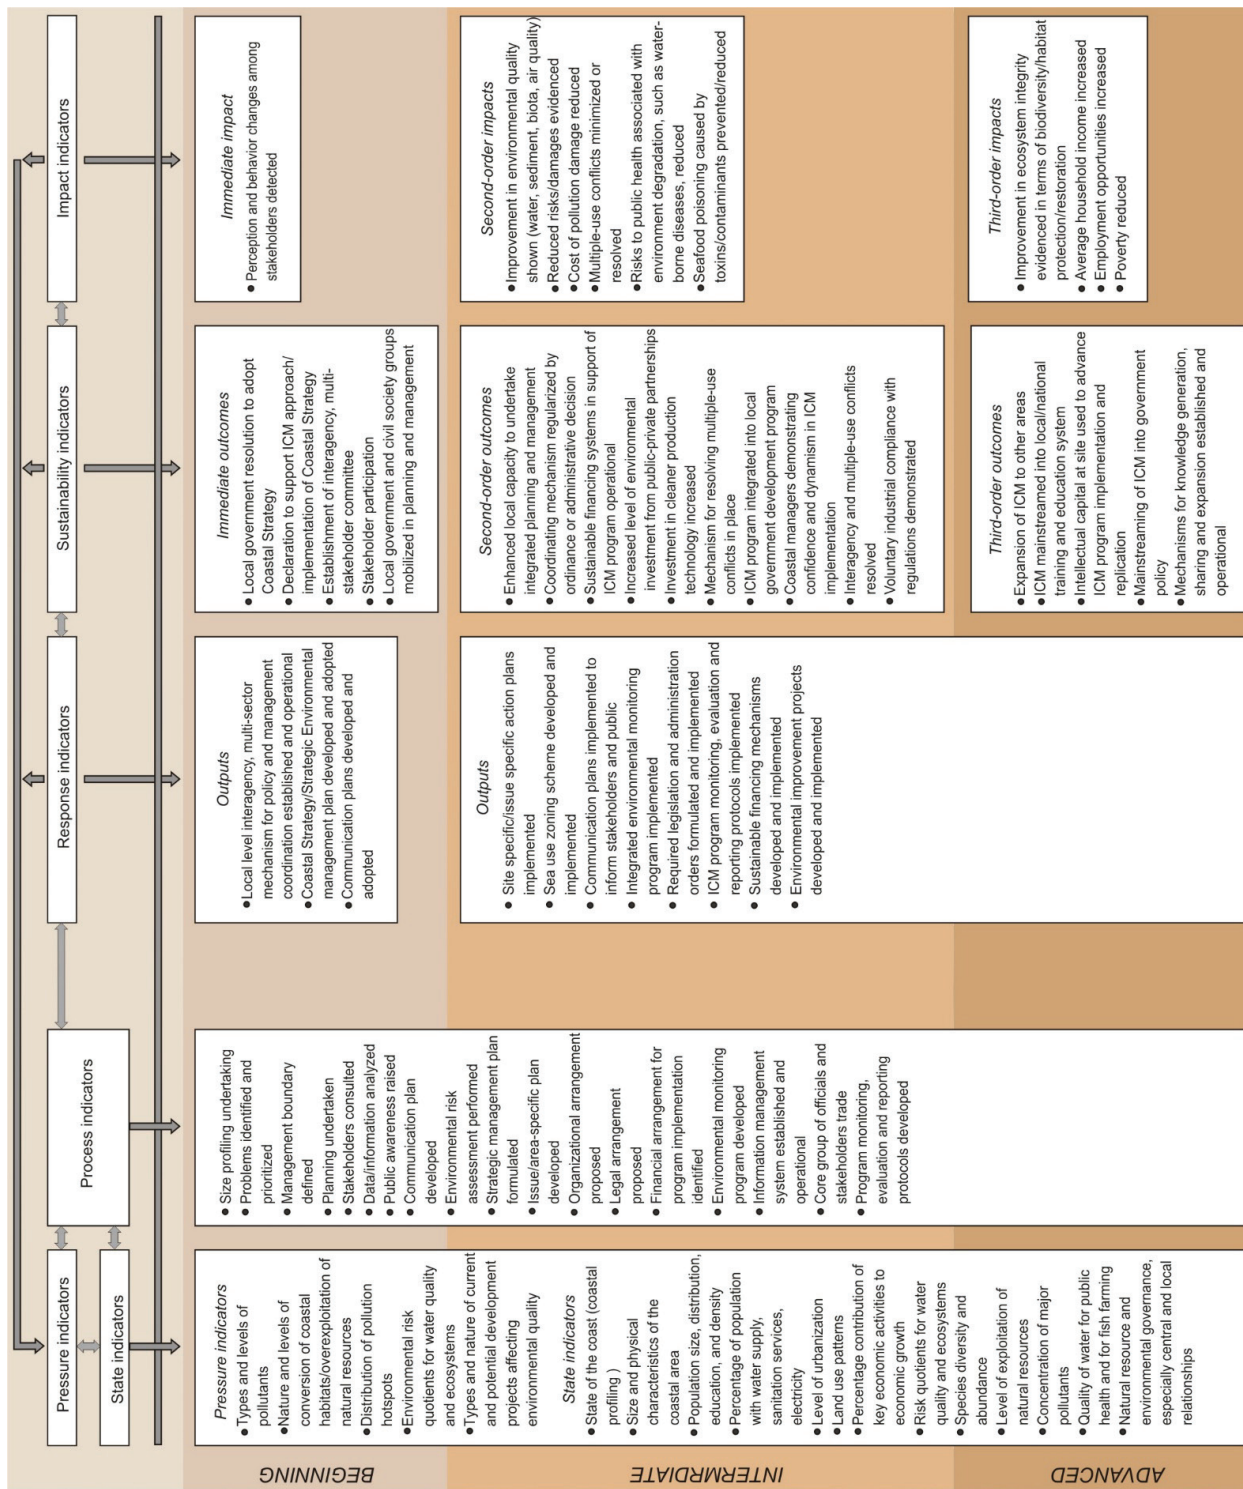 Pressure indicators
State indicators
Process indicators
Response indicators
Sustainability indicators
Impact indicators
BEGINNING
INTERMRDIATE
ADVANCED
Pressure indicators
● Types and levels of
pollutants
● Nature and levels of
conversion of coastal
habitats/overexploitation of
natural resources
● Distribution of pollution
hotspots
● Environmental risk
quotients for water quality
and ecosystems
● Types and nature of current
and potential development
projects affecting
environmental quality
State indicators
● State of the coast (coastal
profiling )
● Size and physical
characteristics of the
coastal area
● Population size, distribution,
education, and density
● Percentage of population
with water supply,
sanitation services,
electricity
● Level of urbanization
● Land use patterns
● Percentage contribution of
key economic activities to
economic growth
● Risk quotients for water
quality and ecosystems
● Species diversity and
abundance
● Level of exploitation of
natural resources
● Concentration of major
pollutants
● Quality of water for public
health and for fish farming
● Natural resource and
environmental governance,
especially central and local
relationships
● Size profiling undertaking
● Problems identified and
prioritized
● Management boundary
defined
● Planning undertaken
● Stakeholders consulted
● Data/information analyzed
● Public awareness raised
● Communication plan
developed
● Environmental risk
assessment performed
● Strategic management plan
formulated
● Issue/area-specific plan
developed
● Organizational arrangement
proposed
● Legal arrangement
proposed
● Financial arrangement for
program implementation
identified
● Environmental monitoring
program developed
● Information management
system established and
operational
● Core group of officials and
stakeholders trade
● Program monitoring,
evaluation and reporting
protocols developed
Outputs
● Local level interagency, multi-sector
mechanism for policy and management
coordination established and operational
● Coastal Strategy/Strategic Environmental
management plan developed and adopted
● Communication plans developed and
adopted
Outputs
● Site specific/issue specific action plans
implemented
● Sea use zoning scheme developed and
implemented
● Communication plans implemented to
inform stakeholders and public
● Integrated environmental monitoring
program implemented
● Required legislation and administration
orders formulated and implemented
● ICM program monitoring, evaluation and
reporting protocols implemented
● Sustainable financing mechanisms
developed and implemented
● Environmental improvement projects
developed and implemented
Immediate outcomes
● Local government resolution to adopt
Coastal Strategy
● Declaration to support ICM approach/
implementation of Coastal Strategy
● Establishment of interagency, multi-
stakeholder committee
● Stakeholder participation
● Local government and civil society groups
mobilized in planning and management
Second-order outcomes
● Enhanced local capacity to undertake
integrated planning and management
● Coordinating mechanism regularized by
ordinance or administrative decision
● Sustainable financing systems in support of
ICM program operational
● Increased level of environmental
investment from public-private partnerships
● Investment in cleaner production
technology increased
● Mechanism for resolving multiple-use
conflicts in place
● ICM program integrated into local
government development program
● Coastal managers demonstrating
confidence and dynamism in ICM
implementation
● Interagency and multiple-use conflicts
resolved
● Voluntary industrial compliance with
regulations demonstrated
Third-order outcomes
● Expansion of ICM to other areas
● ICM mainstreamed into local/national
training and education system
● Intellectual capital at site used to advance
ICM program implementation and
replication
● Mainstreaming of ICM into government
policy
● Mechanisms for knowledge generation,
sharing and expansion established and
operational
Immediate impact
● Perception and behavior changes among
stakeholders detected
Second-order impacts
● Improvement in environmental quality
shown (water, sediment, biota, air quality)
● Reduced risks/damages evidenced
● Cost of pollution damage reduced
● Multiple-use conflicts minimized or
resolved
● Risks to public health associated with
environment degradation, such as water-
borne diseases, reduced
● Seafood poisoning caused by
toxins/contaminants prevented/reduced
Third-order impacts
● Improvement in ecosystem integrity
evidenced in terms of biodiversity/habitat
protection/restoration
● Average household income increased
● Employment opportunities increased
● Poverty reduced